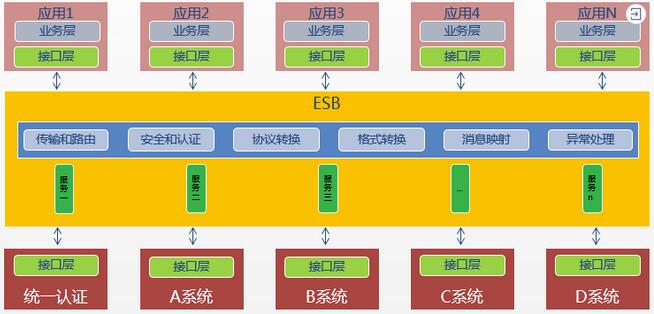 应用1
应用2
应用3
应用4
应用N
业务层
业务层
业务层
业务层
业务层
接口层
接口层
接口层
接口层
接口层
ESB
传输和路由
安全和认证
协议转换
格式转换
消息映射
异常处理
服务一
服务二
服务三
...
服务n
接口层
接口层
接口层
接口层
接口层
统一认证
A系统
B系统
C系统
D系统